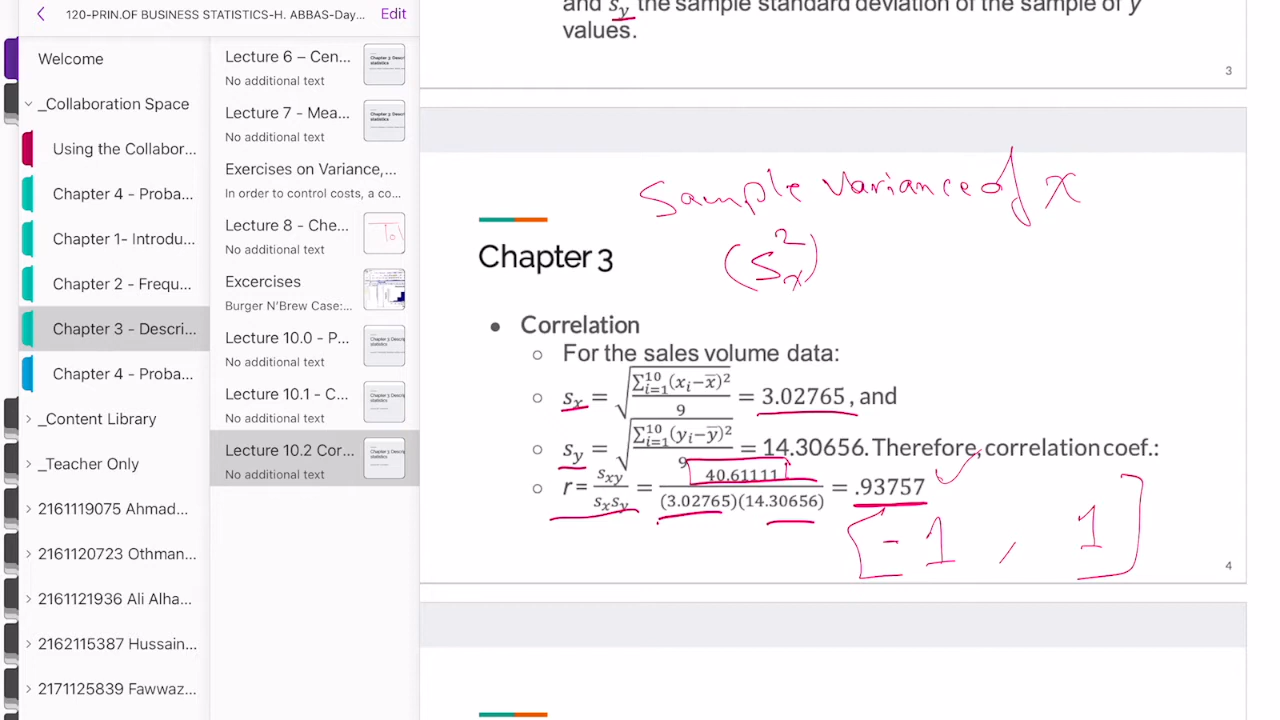 120-PRIN.OF BUSINESS STATISTICS-H. ABBAS-Day...
Edit
Welcome
_Collaboration Space
Using the Collabor...
Chapter 4 - Proba...
Chapter 1- Introdu...
Chapter 2 - Frequ...
Chapter 3 - Descri...
Chapter 4 - Proba...
_Content Library
_Teacher Only
2161119075 Ahmad...
2161120723 Othman...
2161121936 Ali Alha...
2162115387 Hussain...
2171125839 Fawwaz...
Lecture 6 – Cen...
No additional text
Lecture 7 - Mea...
No additional text
Exercises on Variance,...
In order to control costs, a co...
Lecture 8 - Che...
No additional text
Excercises
Burger N'Brew Case:...
Lecture 10.0 - P...
No additional text
Lecture 10.1 - C...
No additional text
Lecture 10.2 Cor...
No additional text
and s_y the sample standard deviation of the sample of y
values.
3
Sample Variance of x
(s_x^2)
Chapter 3
● Correlation
○ For the sales volume data:
○ s_x = √(∑_{i=1}^{10}(x_i−x̅)^2/9) = 3.02765 , and
○ s_y = √(∑_{i=1}^{10}(y_i−y̅)^2/9) = 14.30656. Therefore, correlation coef.:
○ r = s_xy/(s_x s_y) = 40.61111/((3.02765)(14.30656)) = .93757
[-1 , 1]
4